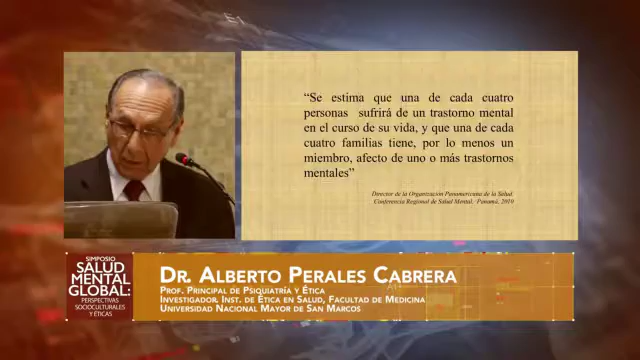 “Se estima que una de cada cuatro
personas sufrirá de un trastorno mental
en el curso de su vida, y que una de cada
cuatro familias tiene, por lo menos un
miembro, afecto de uno o más trastornos
mentales”
Director de la Organización Panamericana de la Salud.
Conferencia Regional de Salud Mental. Panamá, 2010
SIMPOSIO
SALUD
MENTAL
GLOBAL:
PERSPECTIVAS
SOCIOCULTURALES
Y ÉTICAS
Dr. Alberto Perales Cabrera
Prof. Principal de Psiquiatría y Ética
Investigador. Inst. de Ética en Salud, Facultad de Medicina
Universidad Nacional Mayor de San Marcos